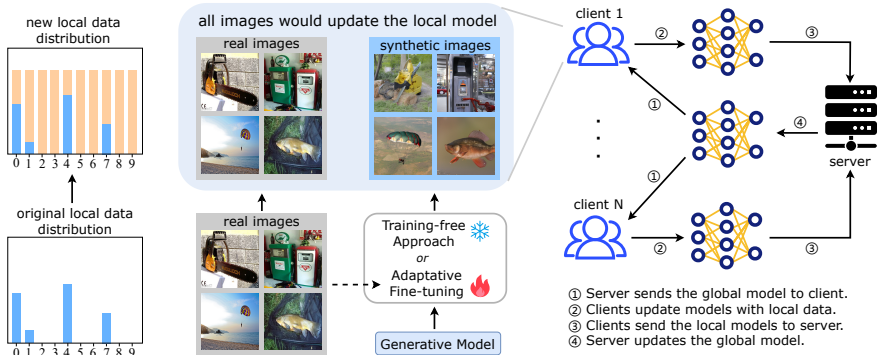 new local data
distribution
0 1 2 3 4 5 6 7 8 9
original local data
distribution
0 1 2 3 4 5 6 7 8 9
all images would update the local model
real images
synthetic images
real images
Training-free
Approach
or
Adaptive
Fine-tuning
Generative Model
client 1
②
③
①
④
server
①
client N
②
③
① Server sends the global model to client.
② Clients update models with local data.
③ Clients send the local models to server.
④ Server updates the global model.